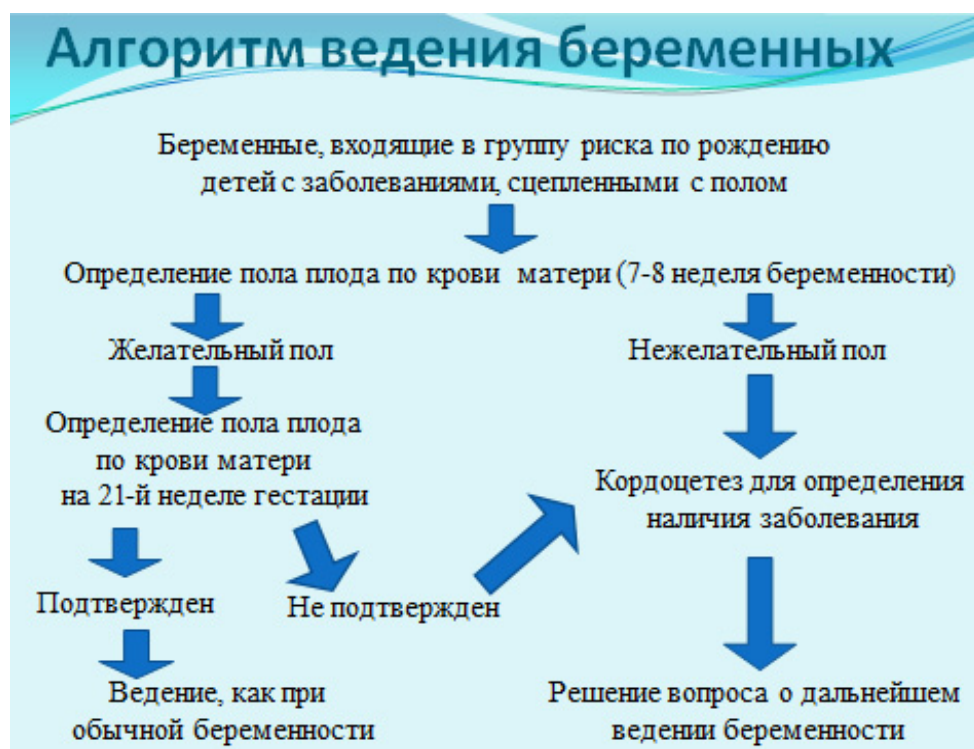 Алгоритм ведения беременных
Беременные, входящие в группу риска по рождению
детей с заболеваниями, сцепленными с полом
Определение пола плода по крови матери (7-8 неделя беременности)
Желательный пол
Нежелательный пол
Определение пола плода
по крови матери
на 21-й неделе гестации
Кордоцетез для определения
наличия заболевания
Подтвержден
Не подтвержден
Ведение, как при
обычной беременности
Решение вопроса о дальнейшем
ведении беременности